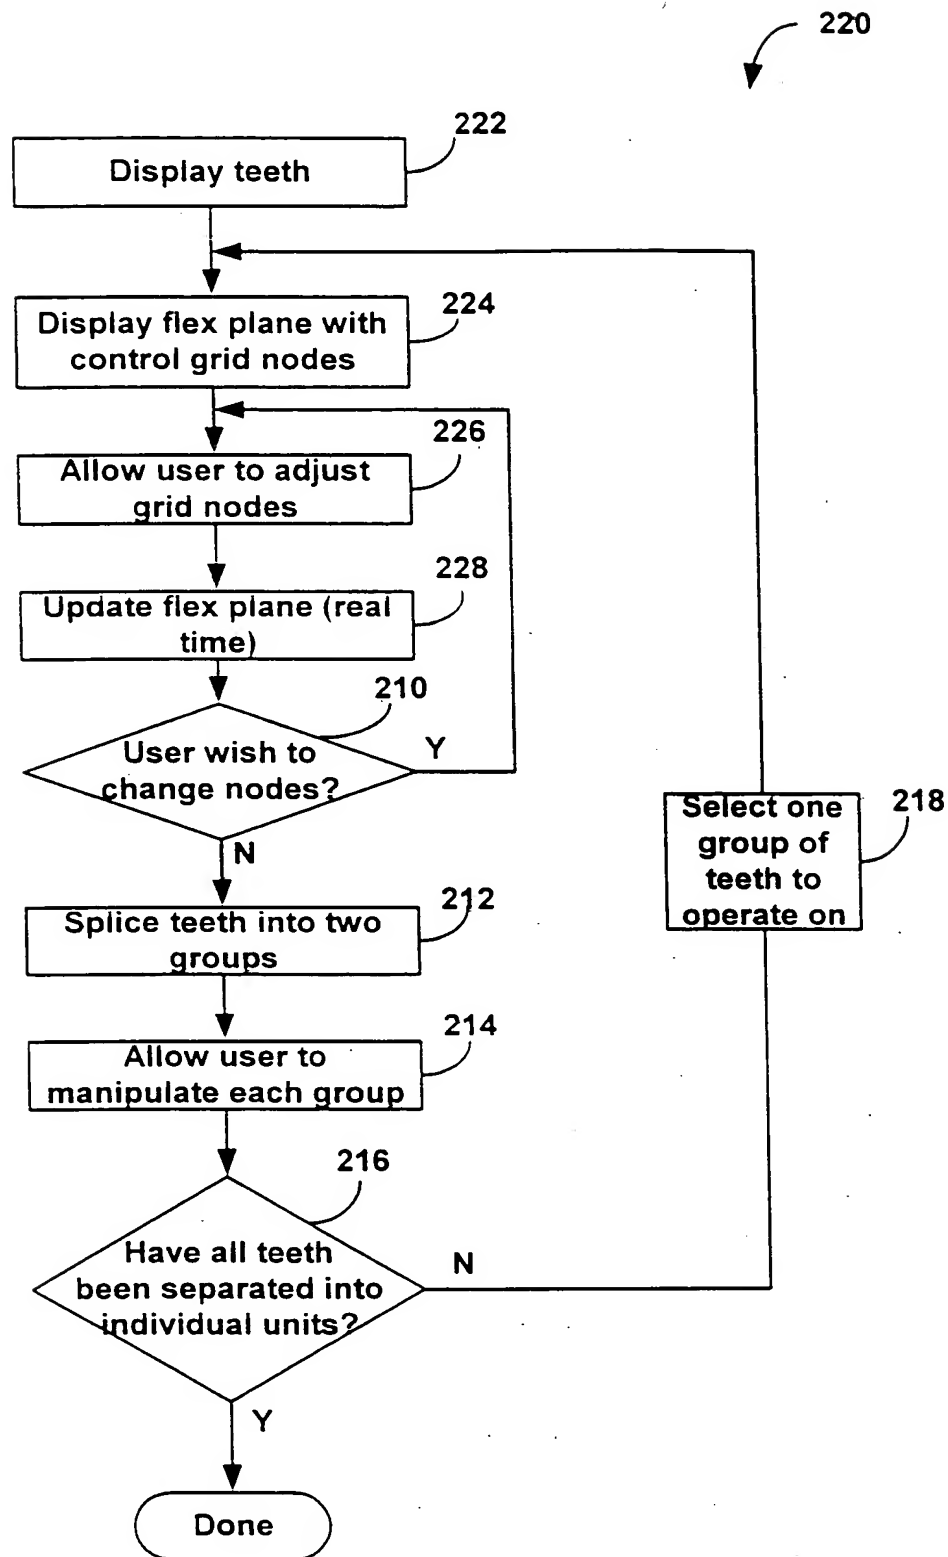 220
222
Display teeth
224
Display flex plane with
control grid nodes
226
Allow user to adjust
grid nodes
228
Update flex plane (real
time)
210
User wish to
change nodes?
Y
N
212
Splice teeth into two
groups
214
Allow user to
manipulate each group
216
Have all teeth
been separated into
individual units?
N
218
Select one
group of
teeth to
operate on
Y
Done